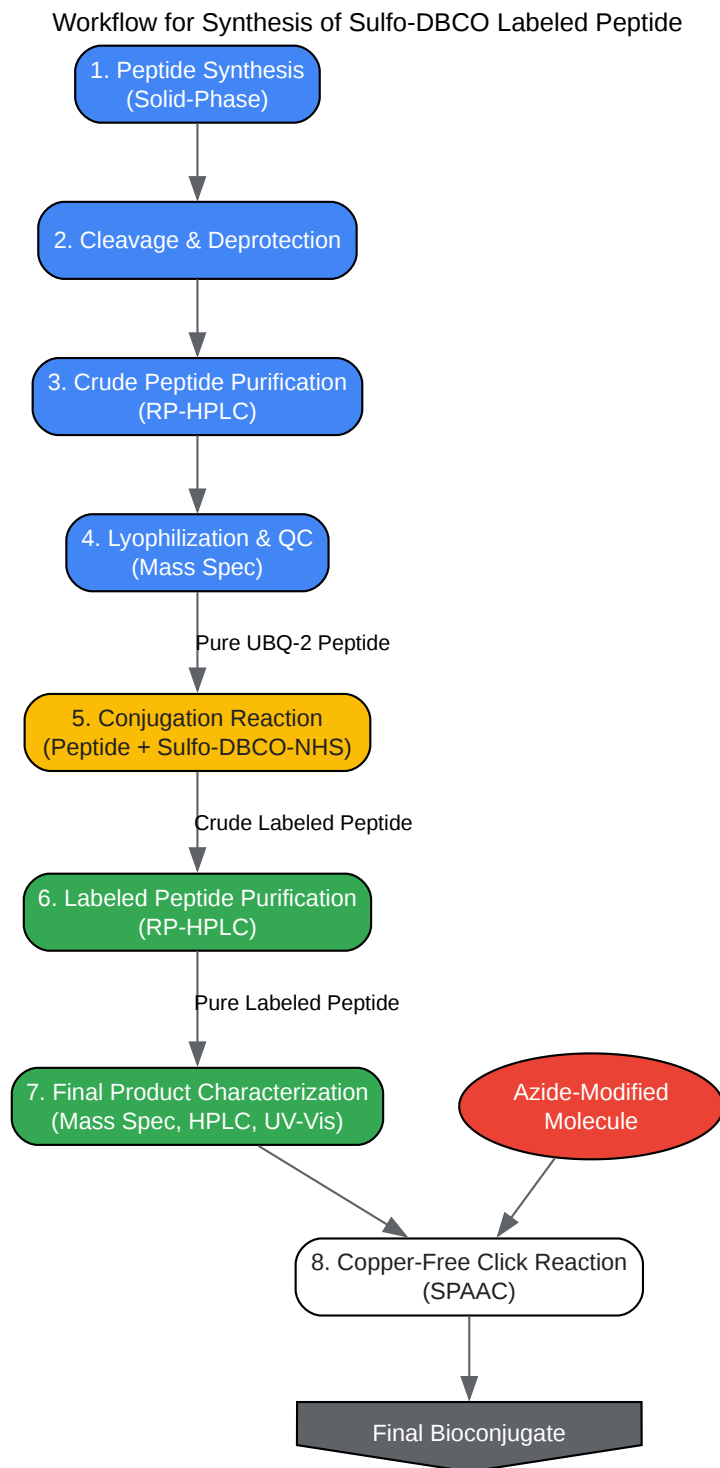 Workflow for Synthesis of Sulfo-DBCO Labeled Peptide
1. Peptide Synthesis
(Solid-Phase)
2. Cleavage & Deprotection
3. Crude Peptide Purification
(RP-HPLC)
4. Lyophilization & QC
(Mass Spec)
Pure UBQ-2 Peptide
5. Conjugation Reaction
(Peptide + Sulfo-DBCO-NHS)
Crude Labeled Peptide
6. Labeled Peptide Purification
(RP-HPLC)
Pure Labeled Peptide
7. Final Product Characterization
(Mass Spec, HPLC, UV-Vis)
Azide-Modified
Molecule
8. Copper-Free Click Reaction
(SPAAC)
Final Bioconjugate